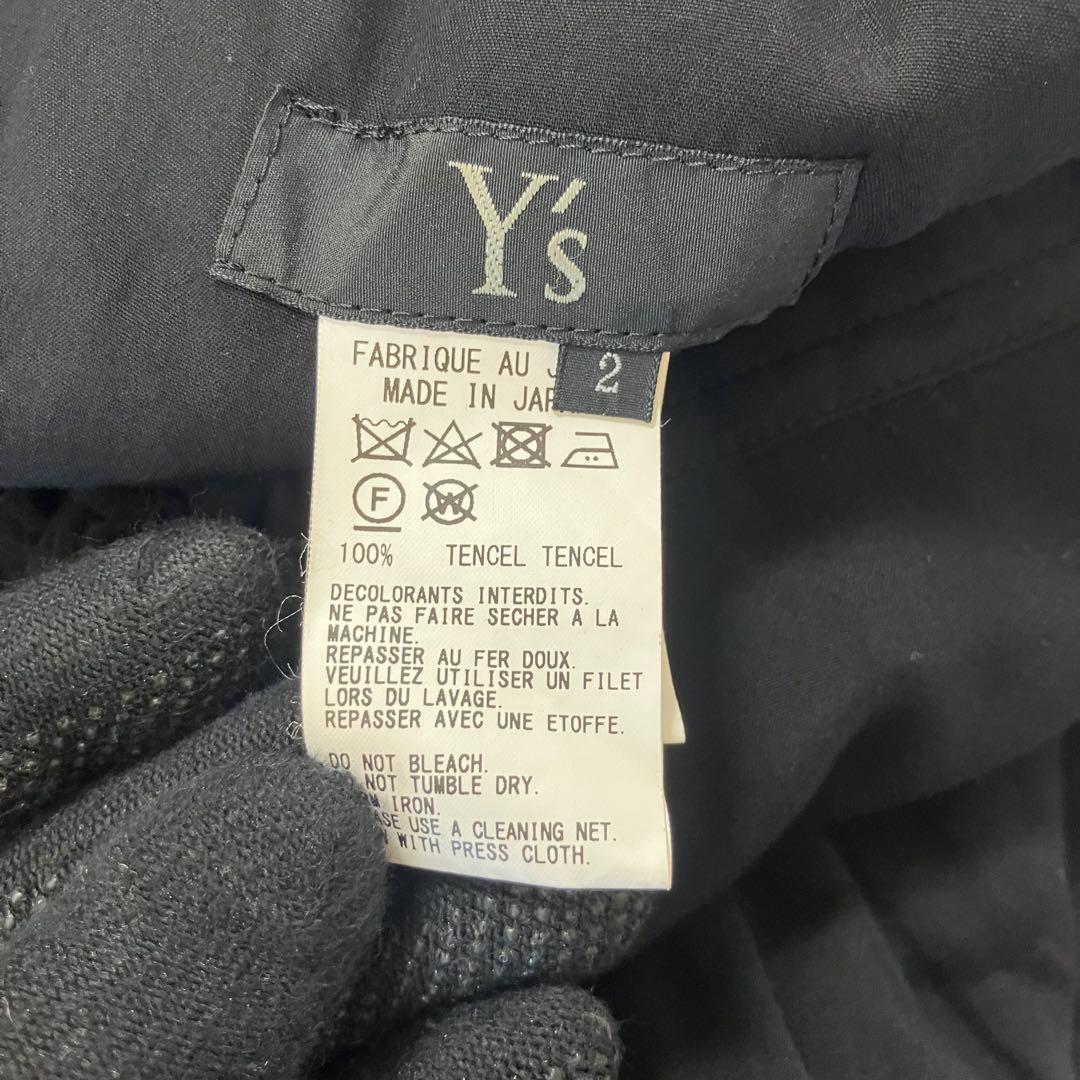 Y's
2
FABRIQUE AU
MADE IN
F
W
100% TENCEL TENCEL
DECOLORANTS INTERDITS.
NE PAS FAIRE SECHER A LA
MACHINE.
REPASSER AU FER DOUX.
VEUILLEZ UTILISER UN FILET
LORS DU LAVAGE.
REPASSER AVEC UNE ETOFFE.
DO NOT BLEACH.
NOT TUMBLE DRY.
IRON.
USE A CLEANING NET.
WITH PRESS CLOTH.